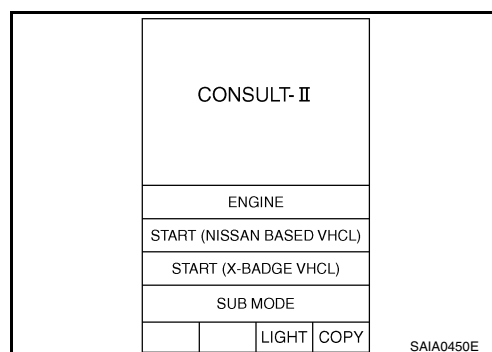 CONSULT-II
ENGINE
START (NISSAN BASED VHCL)
START (X-BADGE VHCL)
SUB MODE
LIGHT COPY
SAIA0450E